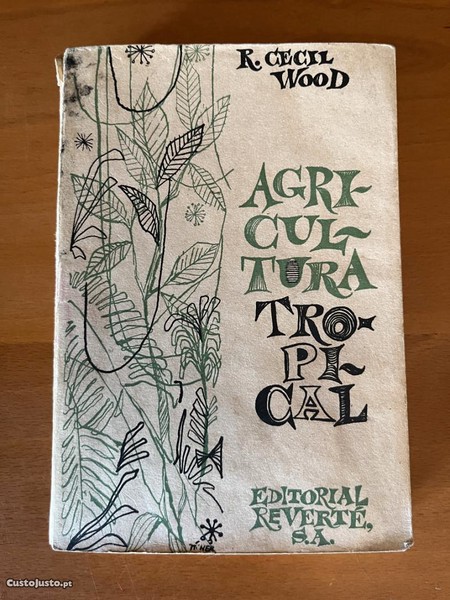 R. CECIL
WOOD
AGRI-
CUL-
TURA
TRO-
PI-
CAL
EDITORIAL
REVERTÉ,
S.A.
CustoJusto.pt